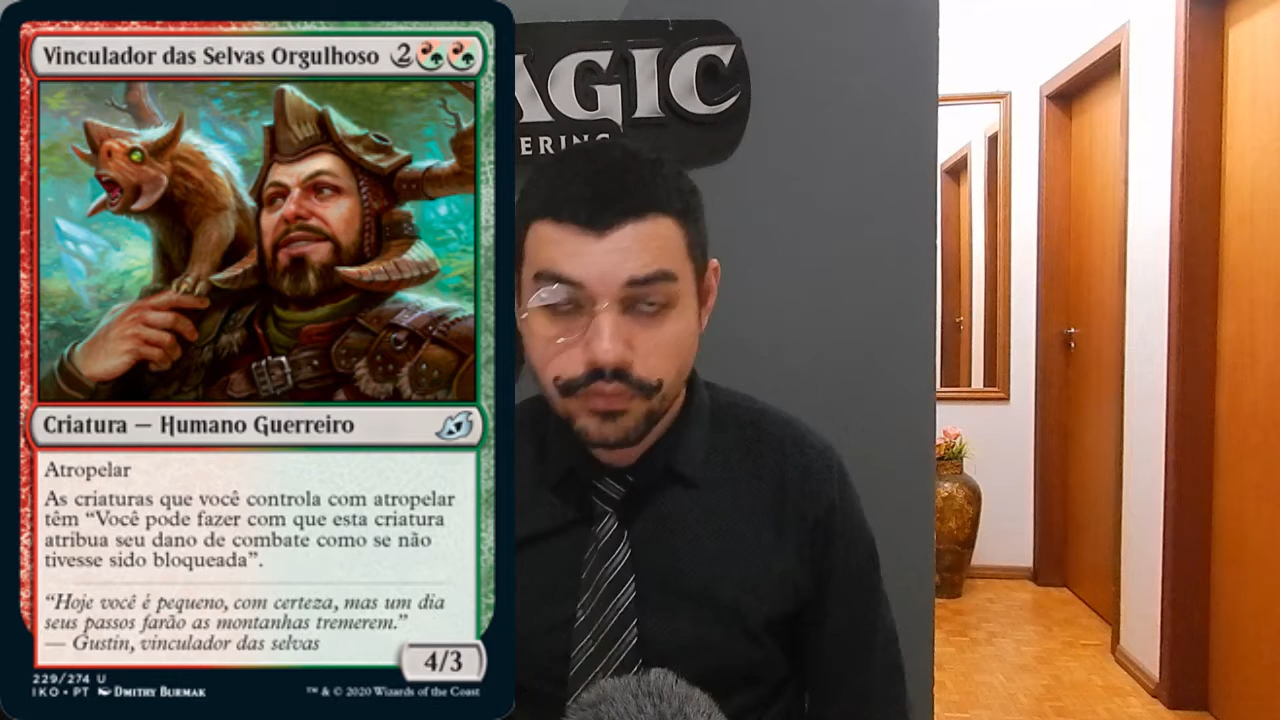 Vinculador das Selvas Orgulhoso 2
Criatura — Humano Guerreiro
Atropelar
As criaturas que você controla com atropelar
têm “Você pode fazer com que esta criatura
atribua seu dano de combate como se não
tivesse sido bloqueada”.
“Hoje você é pequeno, com certeza, mas um dia
seus passos farão as montanhas tremerem.”
— Gustin, vinculador das selvas
4/3
229/274 U
IKO • PT Dmitry Burmak
™ & © 2020 Wizards of the Coast
AGIC
ERING